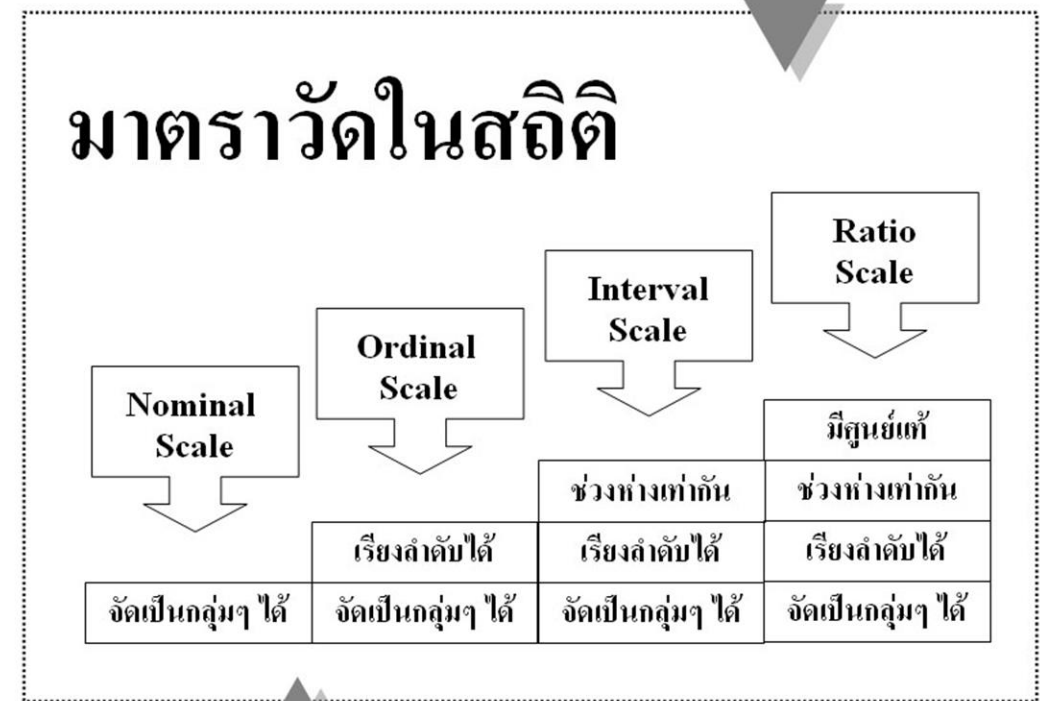 มาตราวัดในสถิติ
Ratio
Scale
Interval
Scale
Ordinal
Scale
Nominal
Scale
มีศูนย์แท้
ช่วงห่างเท่ากัน ช่วงห่างเท่ากัน
เรียงลำดับได้ เรียงลำดับได้ เรียงลำดับได้
จัดเป็นกลุ่มๆ ได้ จัดเป็นกลุ่มๆ ได้ จัดเป็นกลุ่มๆ ได้ จัดเป็นกลุ่มๆ ได้